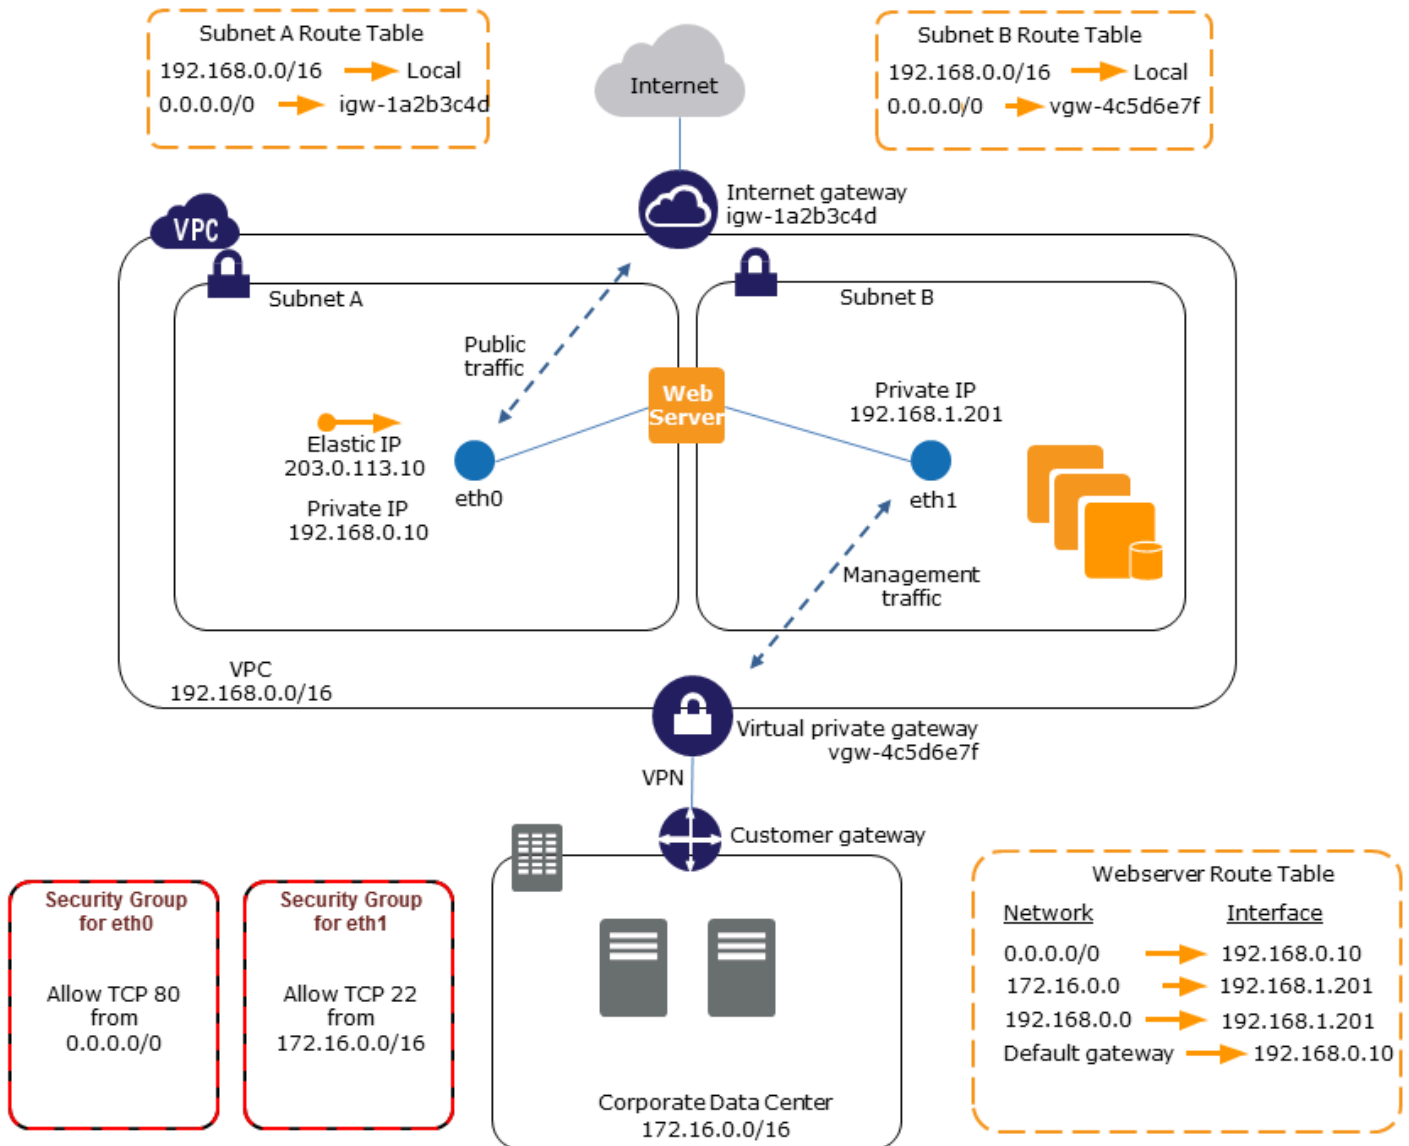 Subnet A Route Table
192.168.0.0/16 Local
0.0.0.0/0 igw-1a2b3c4d
Internet
Subnet B Route Table
192.168.0.0/16 Local
0.0.0.0/0 vgw-4c5d6e7f
Internet gateway
igw-1a2b3c4d
VPC
Subnet A
Subnet B
Public
traffic
Web
Server
Private IP
192.168.1.201
Elastic IP
203.0.113.10
eth0
eth1
Private IP
192.168.0.10
Management
traffic
VPC
192.168.0.0/16
Virtual private gateway
vgw-4c5d6e7f
VPN
Customer gateway
Security Group
for eth0
Allow TCP 80
from
0.0.0.0/0
Security Group
for eth1
Allow TCP 22
from
172.16.0.0/16
Corporate Data Center
172.16.0.0/16
Webserver Route Table
Network Interface
0.0.0.0/0 192.168.0.10
172.16.0.0 192.168.1.201
192.168.0.0 192.168.1.201
Default gateway 192.168.0.10